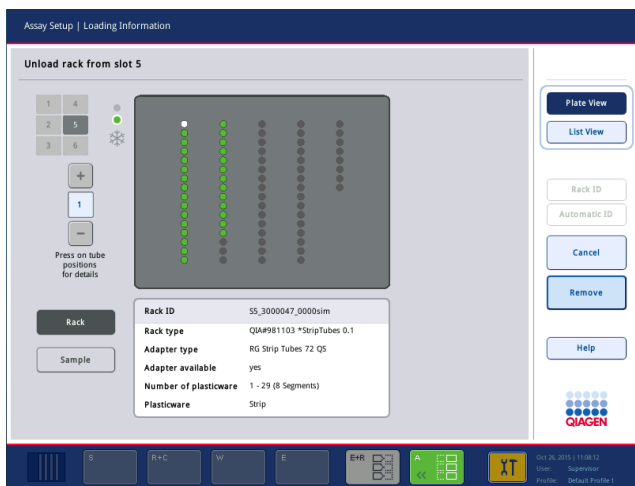 Assay Setup | Loading Information
Unload rack from slot 5
1 4
2 5
3 6
+
1
−
Press on tube
positions
for details
Rack
Sample
Rack ID S5_3000047_0000sim
Rack type QIA#981103 *StripTubes 0.1
Adapter type RG Strip Tubes 72 QS
Adapter available yes
Number of plasticware 1 - 29 (8 Segments)
Plasticware Strip
Plate View
List View
Rack ID
Automatic ID
Cancel
Remove
Help
QIAGEN
S
R+C
W
E
E+R
A
Oct 26, 2015 | 11:08:12
User: Supervisor
Profile: Default Profile 1